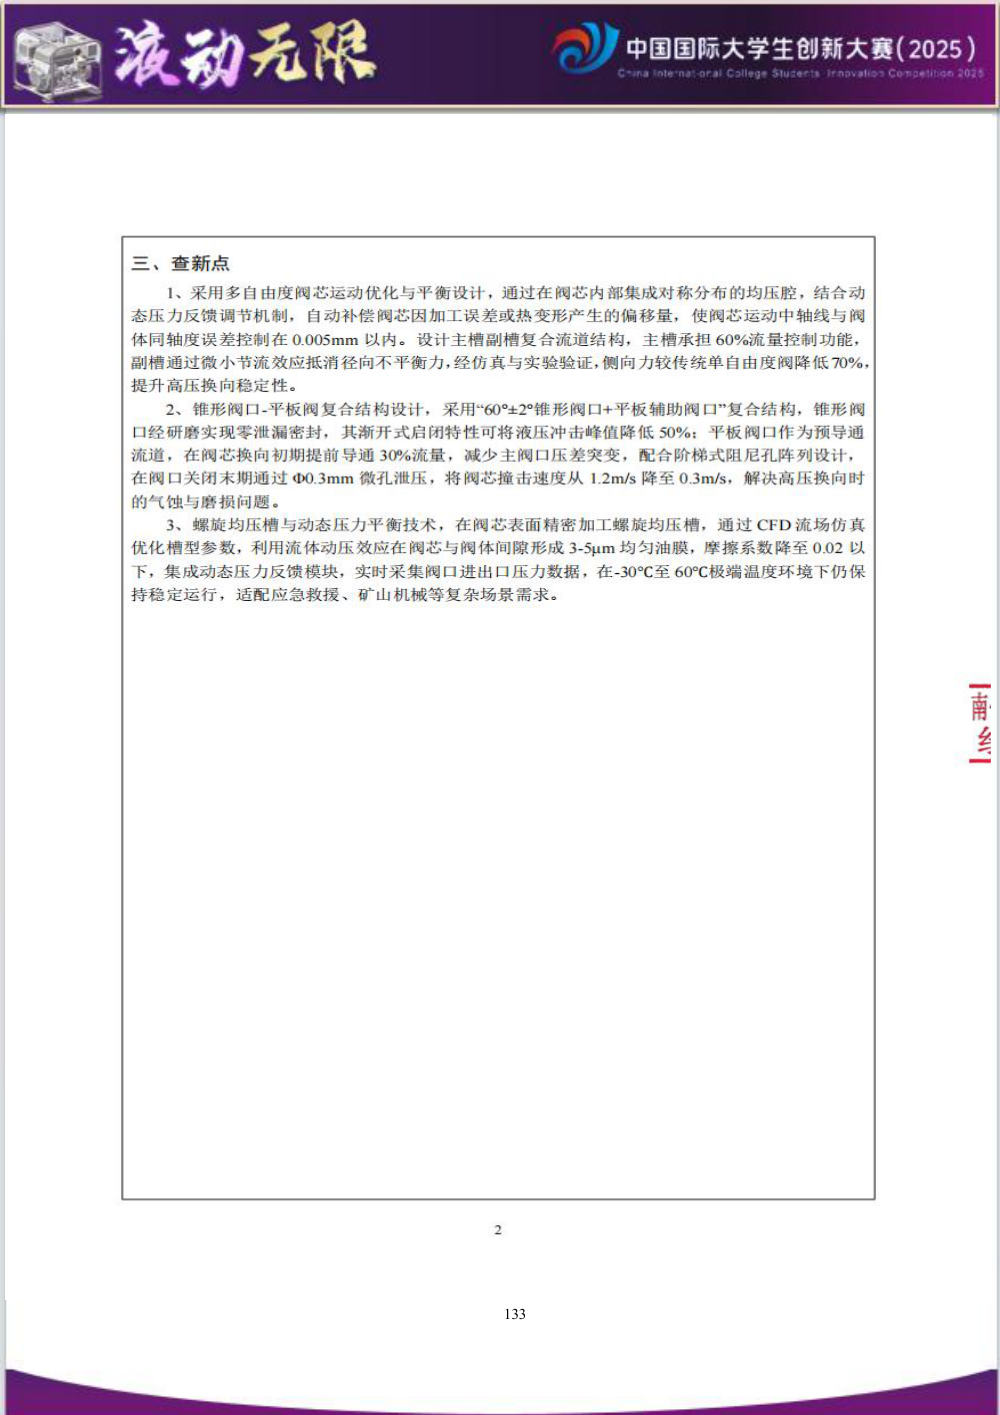 液动无限
中国国际大学生创新大赛(2025)
China International College Students Innovation Competition 2025
三、查新点
1、采用多自由度阀芯运动优化与平衡设计，通过在阀芯内部集成对称分布的均压腔，结合动
态压力反馈调节机制，自动补偿阀芯因加工误差或热变形产生的偏移量，使阀芯运动中轴线与阀
体同轴度误差控制在 0.005mm 以内。设计主槽副槽复合流道结构，主槽承担 60%流量控制功能，
副槽通过微小节流效应抵消径向不平衡力，经仿真与实验验证，侧向力较传统单自由度阀降低 70%，
提升高压换向稳定性。
2、锥形阀口-平板阀复合结构设计，采用“60°±2°锥形阀口+平板辅助阀口”复合结构，锥形阀
口经研磨实现零泄漏密封，其渐开式启闭特性可将液压冲击峰值降低 50%；平板阀口作为预导通
流道，在阀芯换向初期提前导通 30%流量，减少主阀口压差突变，配合阶梯式阻尼孔阵列设计，
在阀口关闭末期通过 Φ0.3mm 微孔泄压，将阀芯撞击速度从 1.2m/s 降至 0.3m/s，解决高压换向时
的气蚀与磨损问题。
3、螺旋均压槽与动态压力平衡技术，在阀芯表面精密加工螺旋均压槽，通过 CFD 流场仿真
优化槽型参数，利用流体动压效应在阀芯与阀体间隙形成 3-5μm 均匀油膜，摩擦系数降至 0.02 以
下，集成动态压力反馈模块，实时采集阀口进出口压力数据，在-30℃至 60℃极端温度环境下仍保
持稳定运行，适配应急救援、矿山机械等复杂场景需求。
2
133